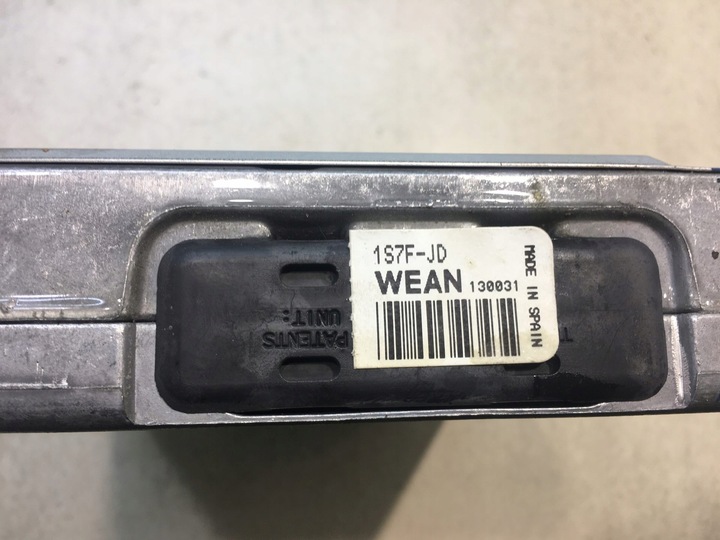 1S7F-JD
WEAN 130031
MADE IN SPAIN
PATENTS
UNIT: